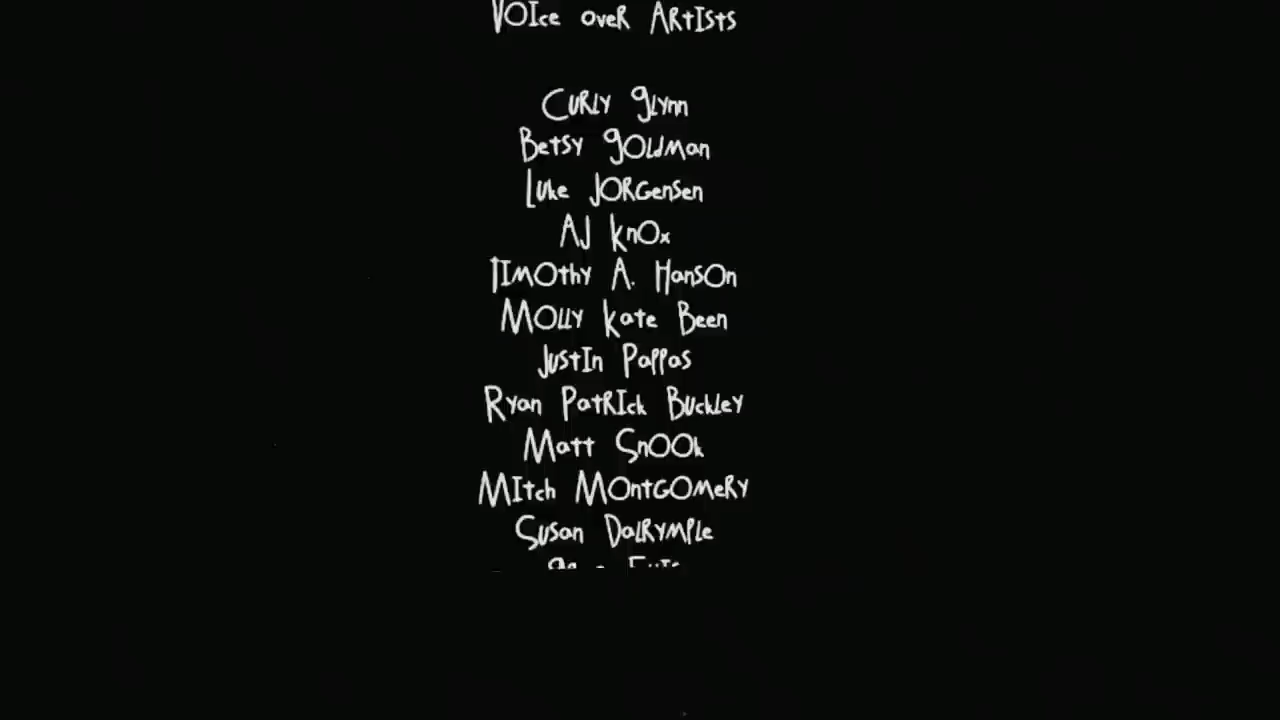 Voice Over Artists
Curly Glynn
Betsy Goldman
Luke Jorgensen
AJ Knox
Timothy A. Hanson
Molly Kate Been
Justin Pappas
Ryan Patrick Buckley
Matt Snook
Mitch Montgomery
Susan Dalrymple